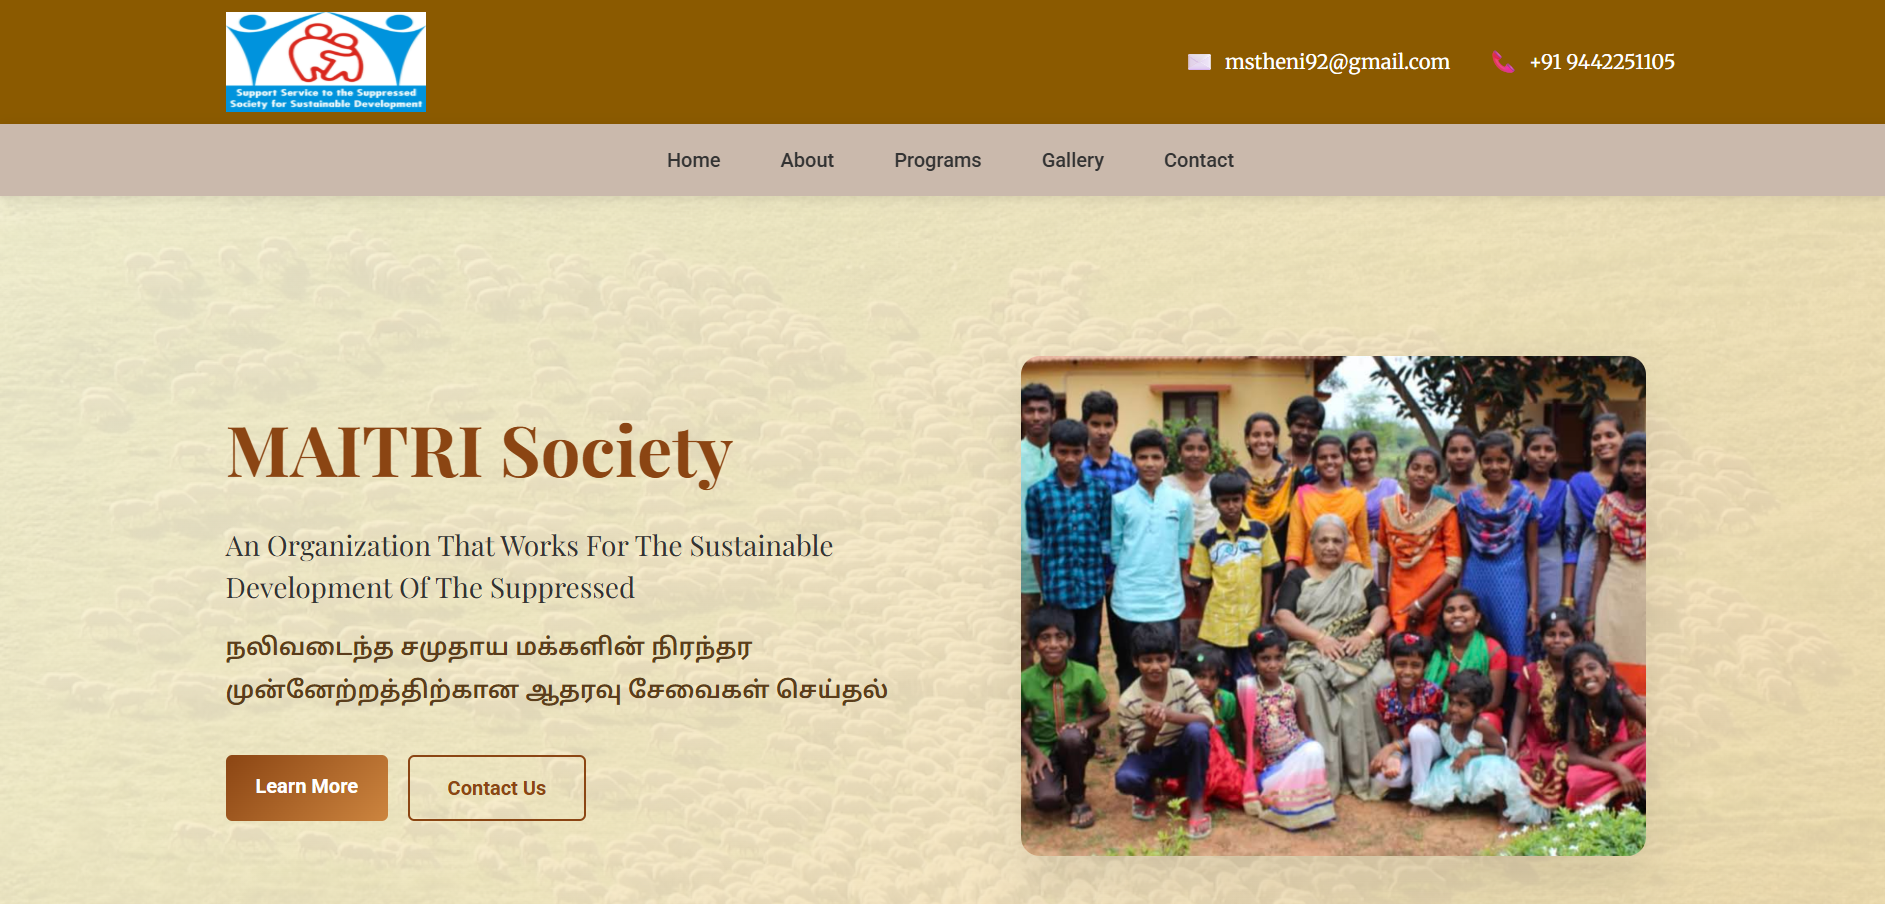 Support Service to the Suppressed
Society for Sustainable Development
mstheni92@gmail.com
+91 9442251105
Home
About
Programs
Gallery
Contact
MAITRI Society
An Organization That Works For The Sustainable
Development Of The Suppressed
நலிவடைந்த சமுதாய மக்களின் நிரந்தர
முன்னேற்றத்திற்கான ஆதரவு சேவைகள் செய்தல்
Learn More
Contact Us